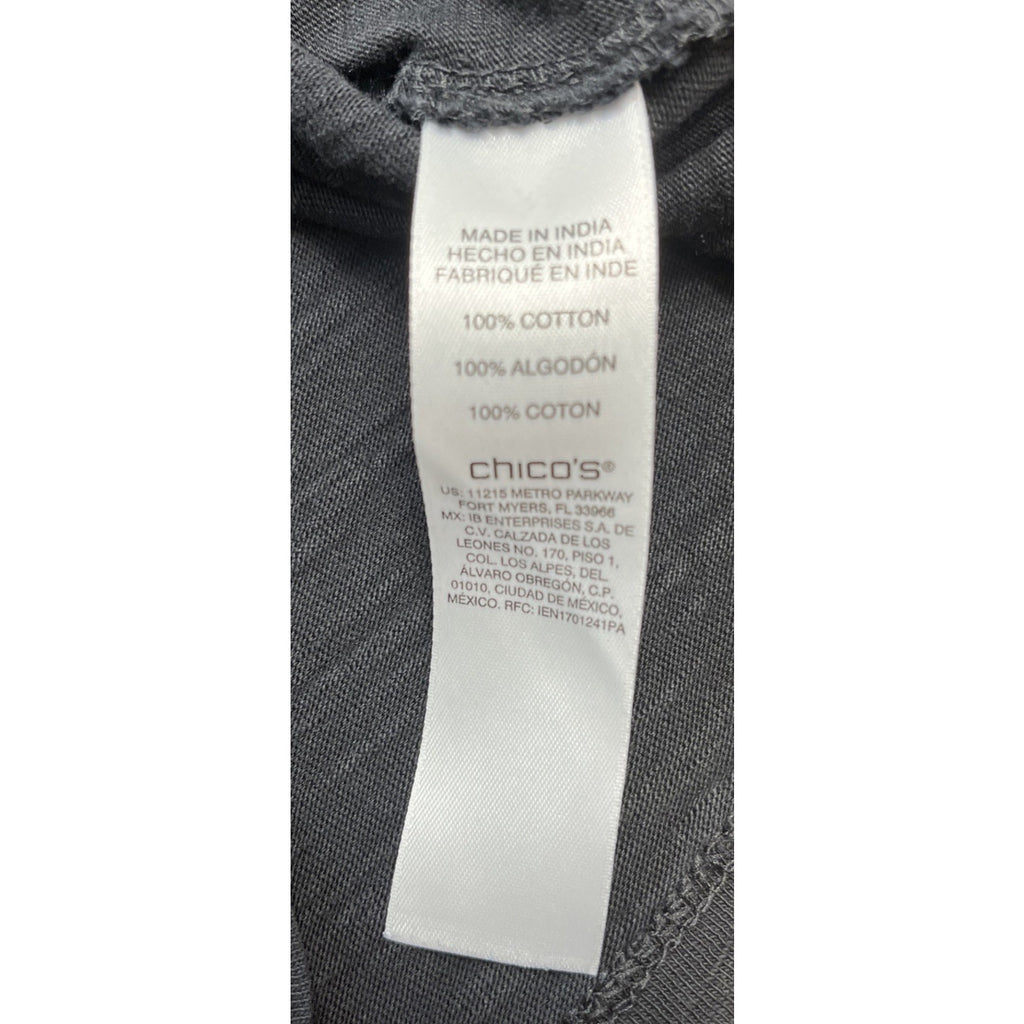 MADE IN INDIA
HECHO EN INDIA
FABRIQUÉ EN INDE
100% COTTON
100% ALGODÓN
100% COTON
chico's®
US: 11215 METRO PARKWAY
FORT MYERS, FL 33966
MX: IB ENTERPRISES S.A. DE
C.V. CALZADA DE LOS
LEONES NO. 170, PISO 1,
COL. LOS ALPES, DEL.
ÁLVARO OBREGÓN, C.P.
01010, CIUDAD DE MÉXICO,
MÉXICO. RFC: IEN1701241PA